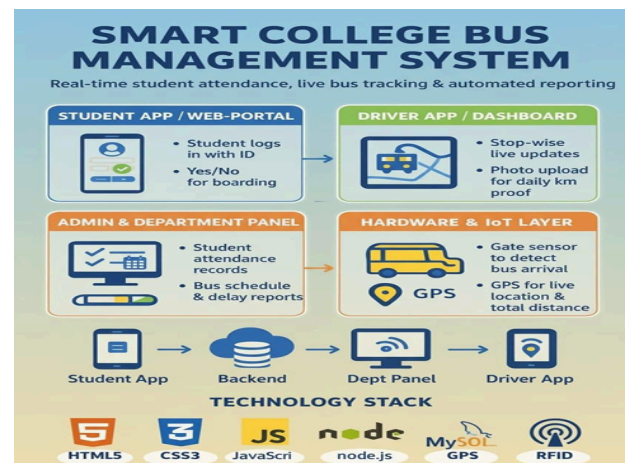 SMART COLLEGE BUS
MANAGEMENT SYSTEM
Real-time student attendance, live bus tracking & automated reporting
STUDENT APP / WEB-PORTAL
• Student logs
in with ID
• Yes/No
for boarding
DRIVER APP / DASHBOARD
• Stop-wise
live updates
• Photo upload
for daily km
proof
ADMIN & DEPARTMENT PANEL
• Student
attendance
records
• Bus schedule
& delay reports
HARDWARE & IoT LAYER
GPS
• Gate sensor
to detect
bus arrival
• GPS for live
location &
total distance
Student App
Backend
Dept Panel
Driver App
TECHNOLOGY STACK
5
3
JS
node
MySQL
HTML5
CSS3
JavaScri
node.js
GPS
RFID